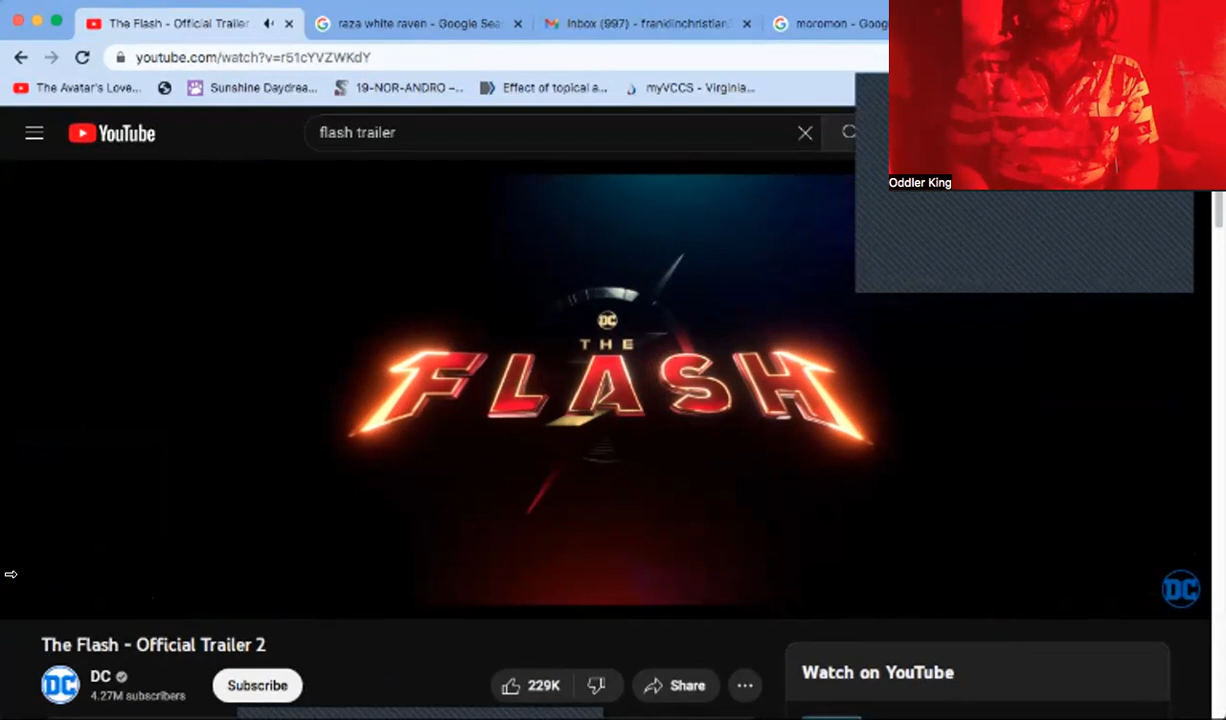 The Flash - Official Trailer
raza white raven - Google Sea
Inbox (997) - franklinchristian
moromon - Goog
youtube.com/watch?v=r51cYVZWKdY
The Avatar's Love...
Sunshine Daydrea...
19-NOR-ANDRO -...
Effect of topical a...
myVCCS - Virginia...
YouTube
flash trailer
Oddler King
DC
THE
FLASH
DC
The Flash - Official Trailer 2
DC
DC
4.27M subscribers
Subscribe
229K
Share
Watch on YouTube